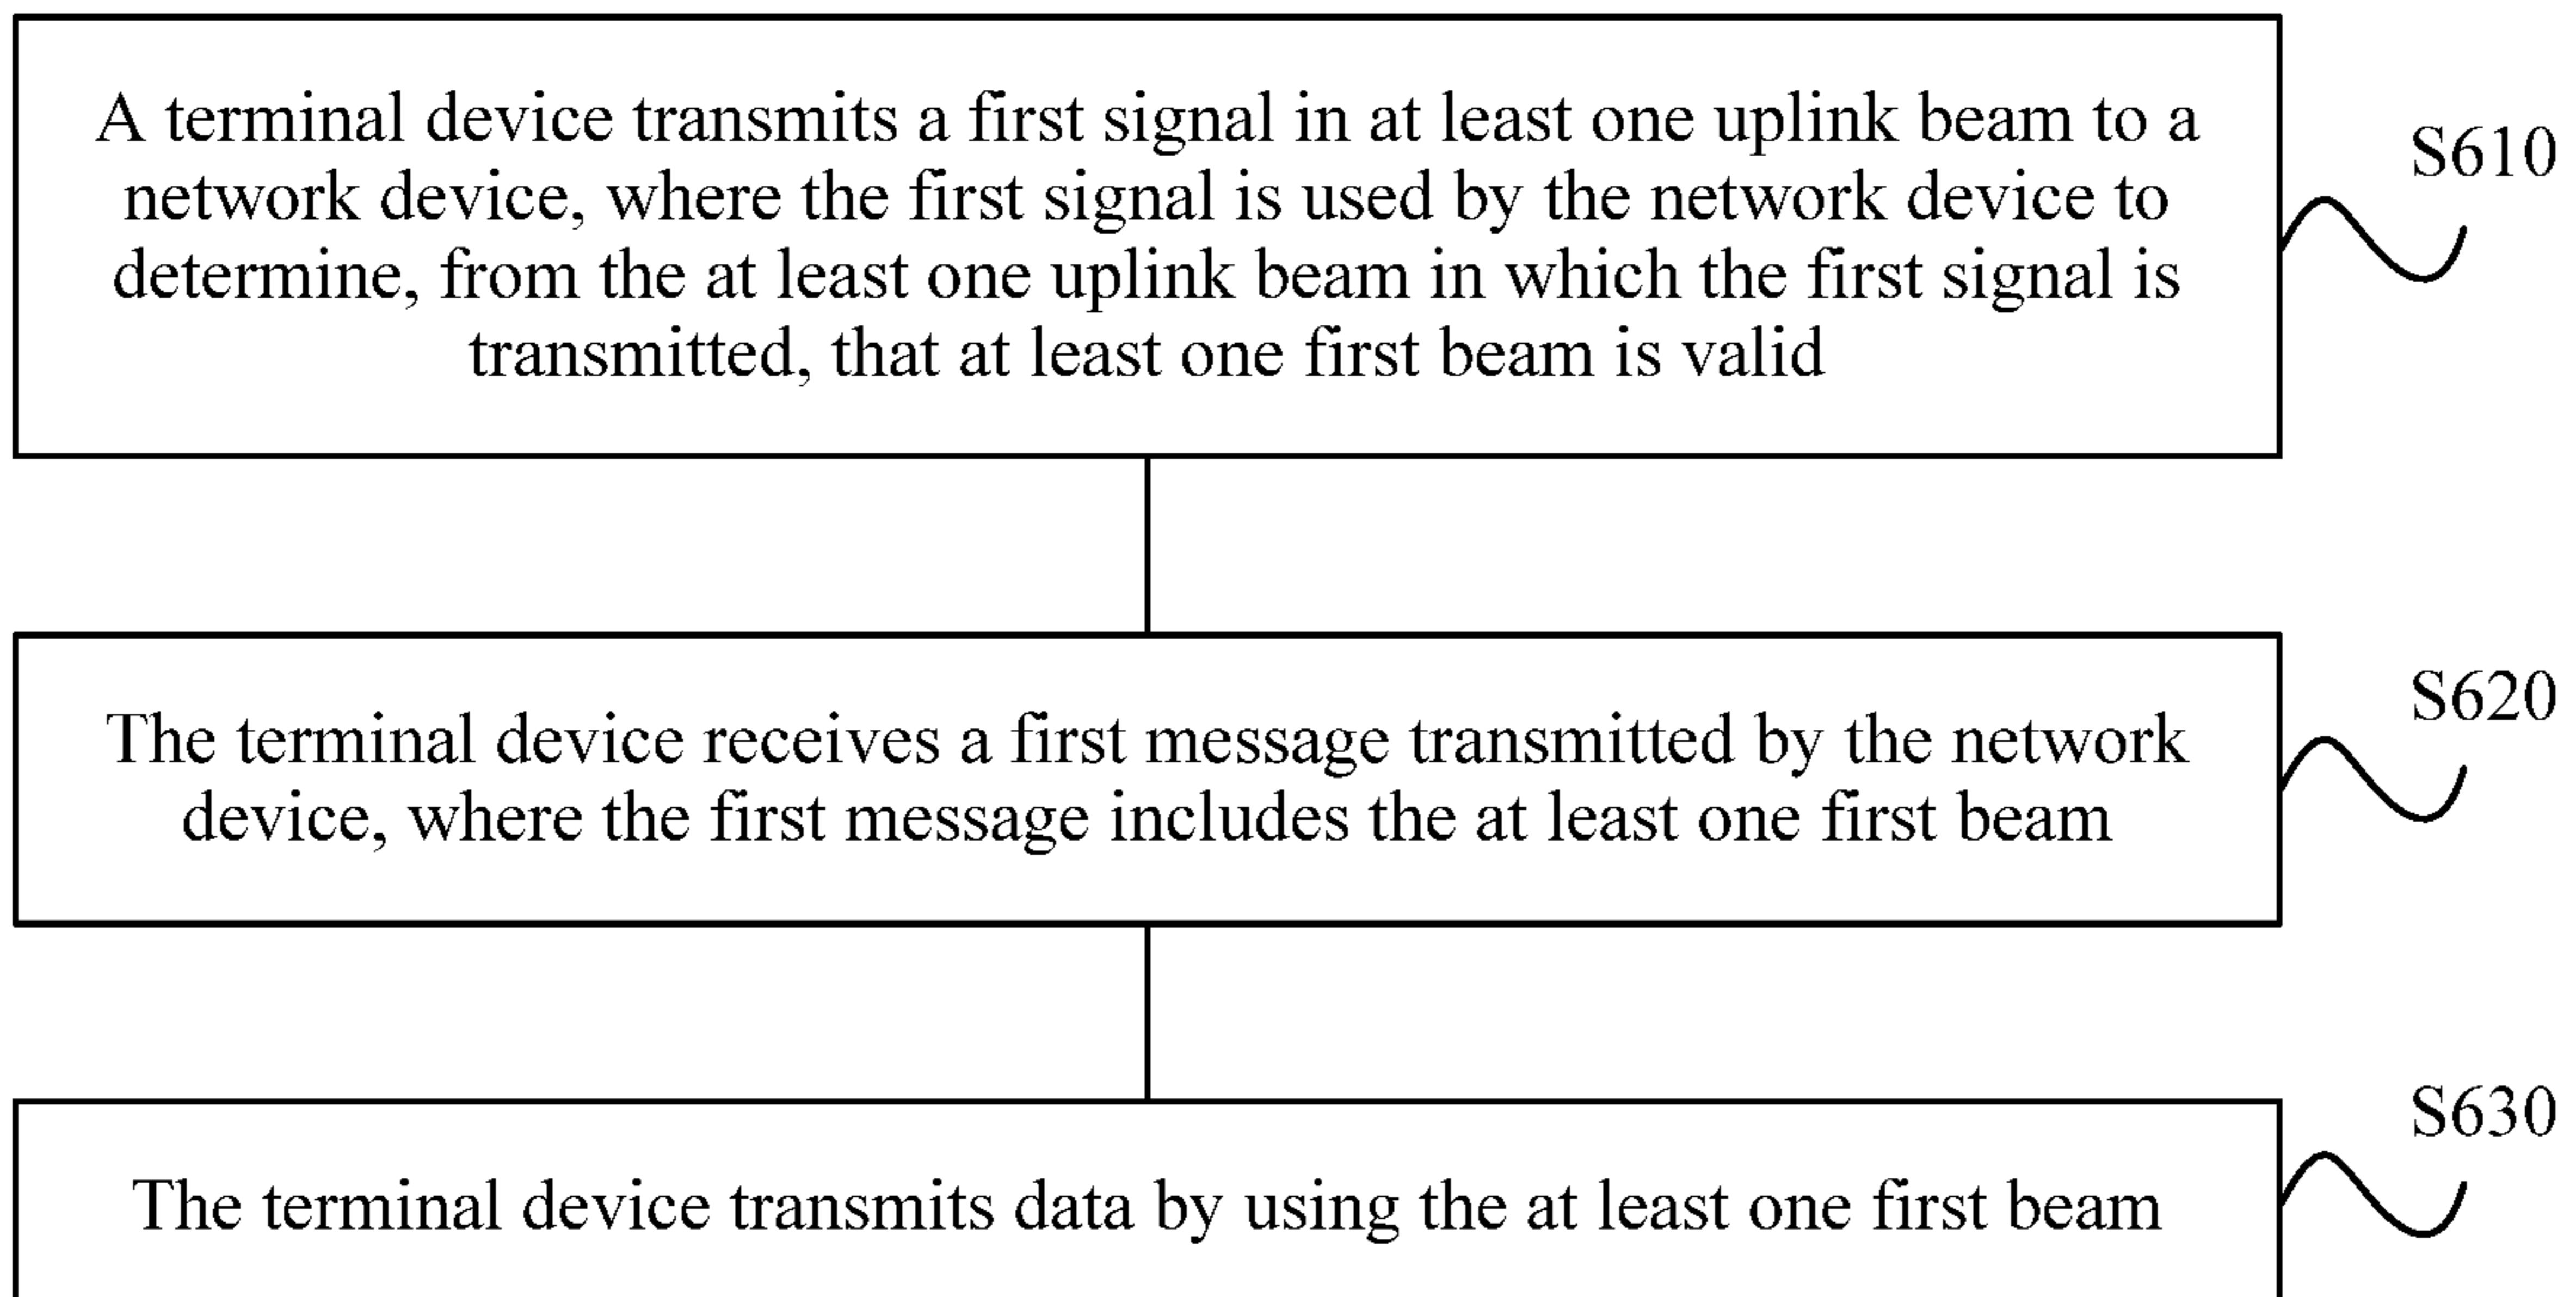 A terminal device transmits a first signal in at least one uplink beam to a
network device, where the first signal is used by the network device to
determine, from the at least one uplink beam in which the first signal is
transmitted, that at least one first beam is valid
S610
The terminal device receives a first message transmitted by the network
device, where the first message includes the at least one first beam
S620
The terminal device transmits data by using the at least one first beam
S630